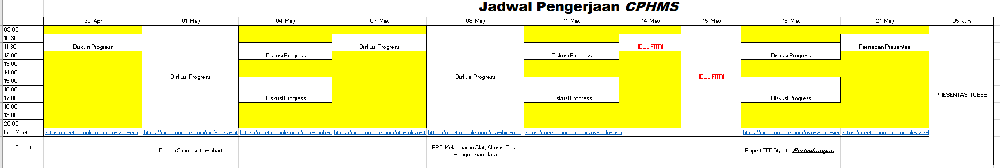 Jadwal Pengerjaan CPHMS
30-Apr 01-May 04-May 07-May 08-May 11-May 14-May 15-May 18-May 21-May 05-Jun
09.00
10.30
11.30 Diskusi Progress Diskusi Progress IDUL FITRI Persiapan Presentasi
12.00 Diskusi Progress Diskusi Progress Diskusi Progress
13.00
14.00
Diskusi Progress Diskusi Progress IDUL FITRI
15.00
16.00
17.00 Diskusi Progress Diskusi Progress Diskusi Progress
PRESENTASI TUBES
18.00
19.00
20.00
Link Meet https://meet.google.com/grx-jvnz-era https://meet.google.com/mdf-kaha-ot https://meet.google.com/nnx-scuh-x https://meet.google.com/utp-mkup-j https://meet.google.com/pta-jhjc-nec https://meet.google.com/uov-iddu-qya https://meet.google.com/gvg-wgxn-yec https://meet.google.com/ouk-zzjz-
Target Desain Simulasi, flowchart PPT, Kelancaran Alat, Akusisi Data, Paper(IEEE Style) :: Pertimbangan
Pengolahan Data